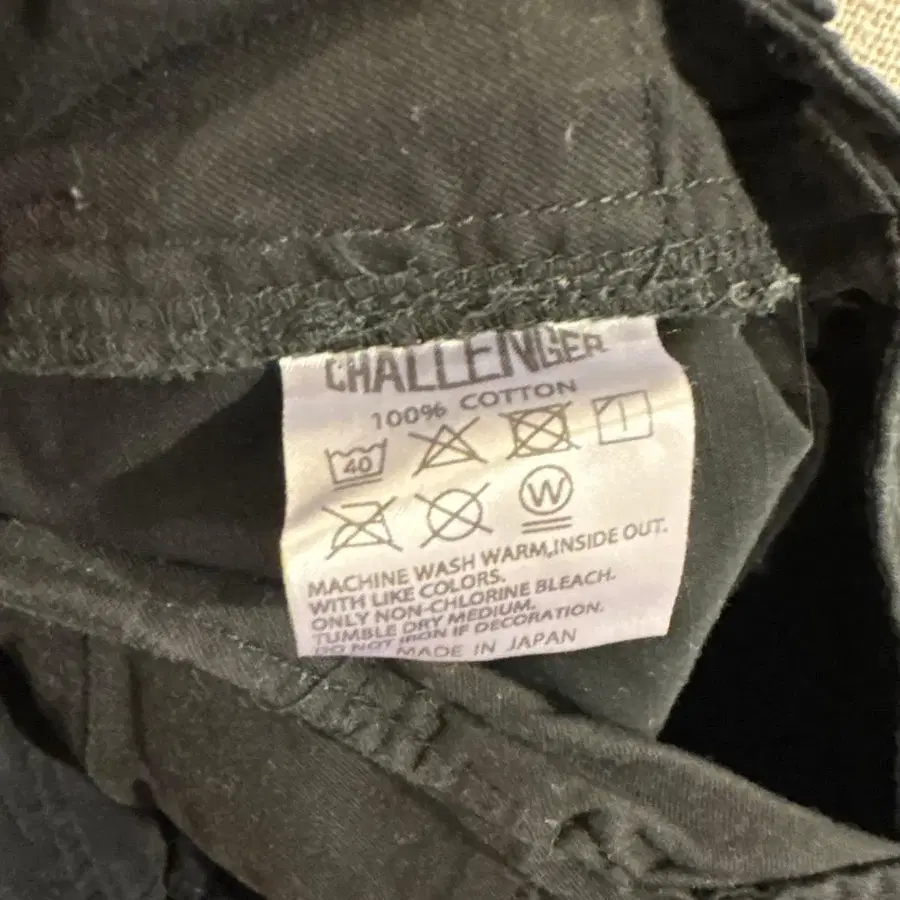 CHALLENGER
100% COTTON
40
W
MACHINE WASH WARM,INSIDE OUT.
WITH LIKE COLORS.
ONLY NON-CHLORINE BLEACH.
TUMBLE DRY MEDIUM.
DO NOT IRON IF DECORATION.
MADE IN JAPAN